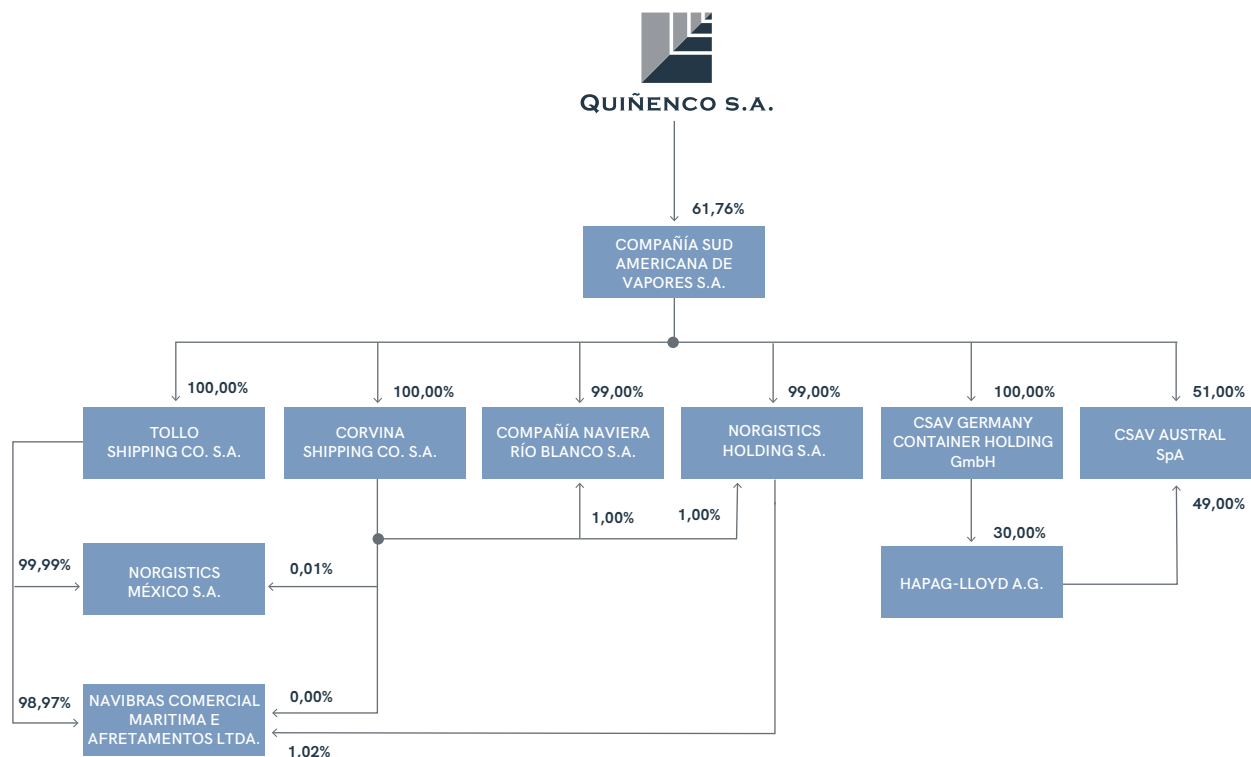 QUIÑENCO S.A.
61,76%
COMPAÑÍA SUD
AMERICANA DE
VAPORES S.A.
100,00%
100,00%
99,00%
99,00%
100,00%
51,00%
TOLLO
SHIPPING CO. S.A.
CORVINA
SHIPPING CO. S.A.
COMPAÑÍA NAVIERA
RÍO BLANCO S.A.
NORGISTICS
HOLDING S.A.
CSAV GERMANY
CONTAINER HOLDING
GmbH
CSAV AUSTRAL
SpA
1,00%
1,00%
30,00%
49,00%
99,99%
NORGISTICS
MÉXICO S.A.
0,01%
HAPAG-LLOYD A.G.
98,97%
NAVIBRAS COMERCIAL
MARITIMA E
AFRETAMENTOS LTDA.
0,00%
1,02%